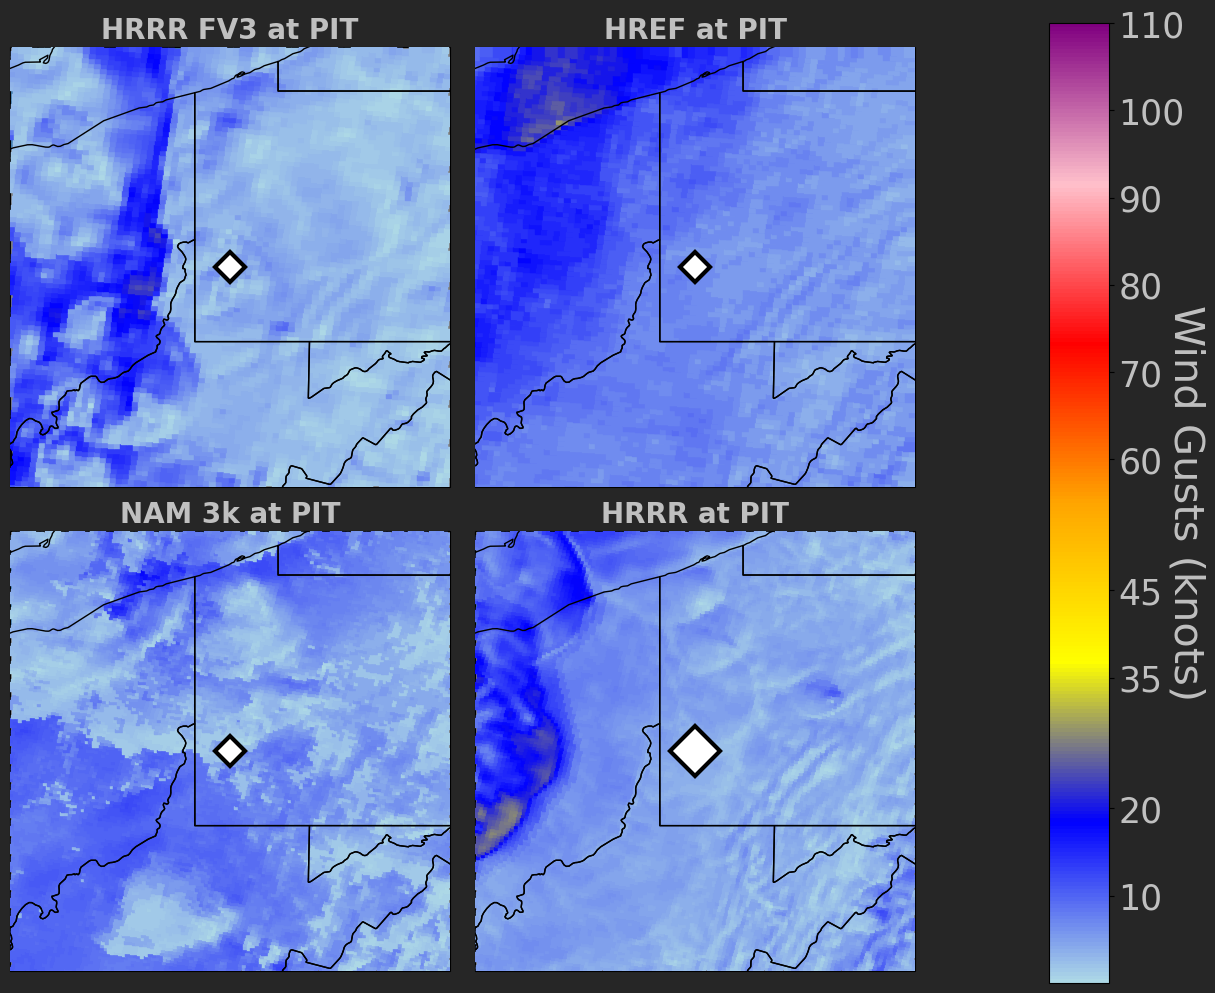 HRRR FV3 at PIT
HREF at PIT
NAM 3k at PIT
HRRR at PIT
110
100
90
80
70
60
45
35
20
10
Wind Gusts (knots)